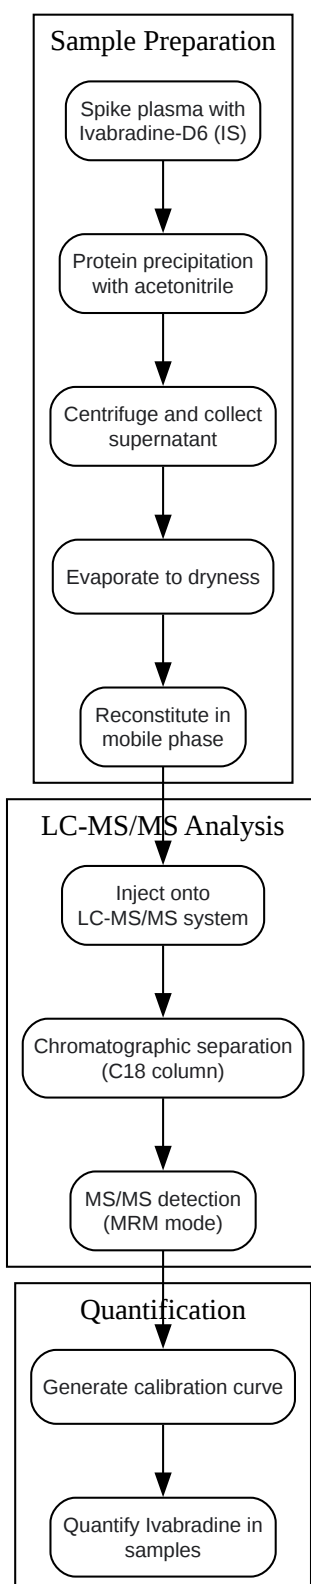 Sample Preparation
Spike plasma with
Ivabradine-D6 (IS)
Protein precipitation
with acetonitrile
Centrifuge and collect
supernatant
Evaporate to dryness
Reconstitute in
mobile phase
LC-MS/MS Analysis
Inject onto
LC-MS/MS system
Chromatographic separation
(C18 column)
MS/MS detection
(MRM mode)
Quantification
Generate calibration curve
Quantify Ivabradine in
samples